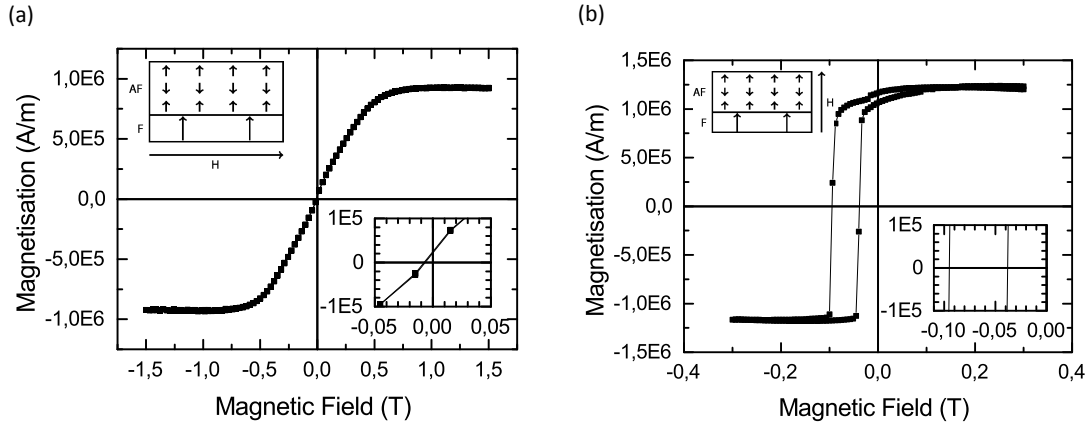 (a)
1,0E6
5,0E5
0,0
-5,0E5
-1,0E6
Magnetisation (A/m)
AF
F
H
1E5
0
-1E5
-0,05
0,00
0,05
-1,5
-1,0
-0,5
0,0
0,5
1,0
1,5
Magnetic Field (T)
(b)
1,5E6
1,0E6
5,0E5
0,0
-5,0E5
-1,0E6
-1,5E6
Magnetisation (A/m)
AF
F
H
1E5
0
-1E5
-0,10
-0,05
0,00
-0,4
-0,2
0,0
0,2
0,4
Magnetic Field (T)